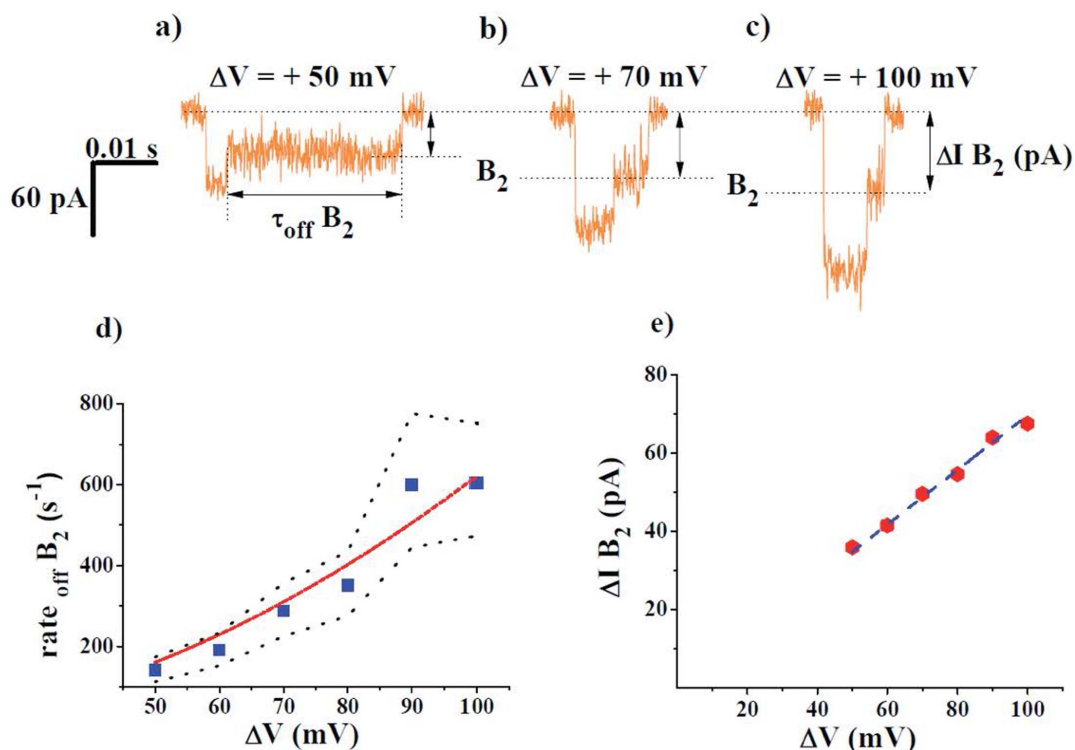 a)
b)
c)
ΔV = + 50 mV
ΔV = + 70 mV
ΔV = + 100 mV
0.01 s
60 pA
τoff B2
B2
B2
ΔI B2 (pA)
d)
e)
rate off B2 (s-1)
800
600
400
200
50 60 70 80 90 100
ΔV (mV)
ΔI B2 (pA)
80
60
40
20
20 40 60 80 100
ΔV (mV)